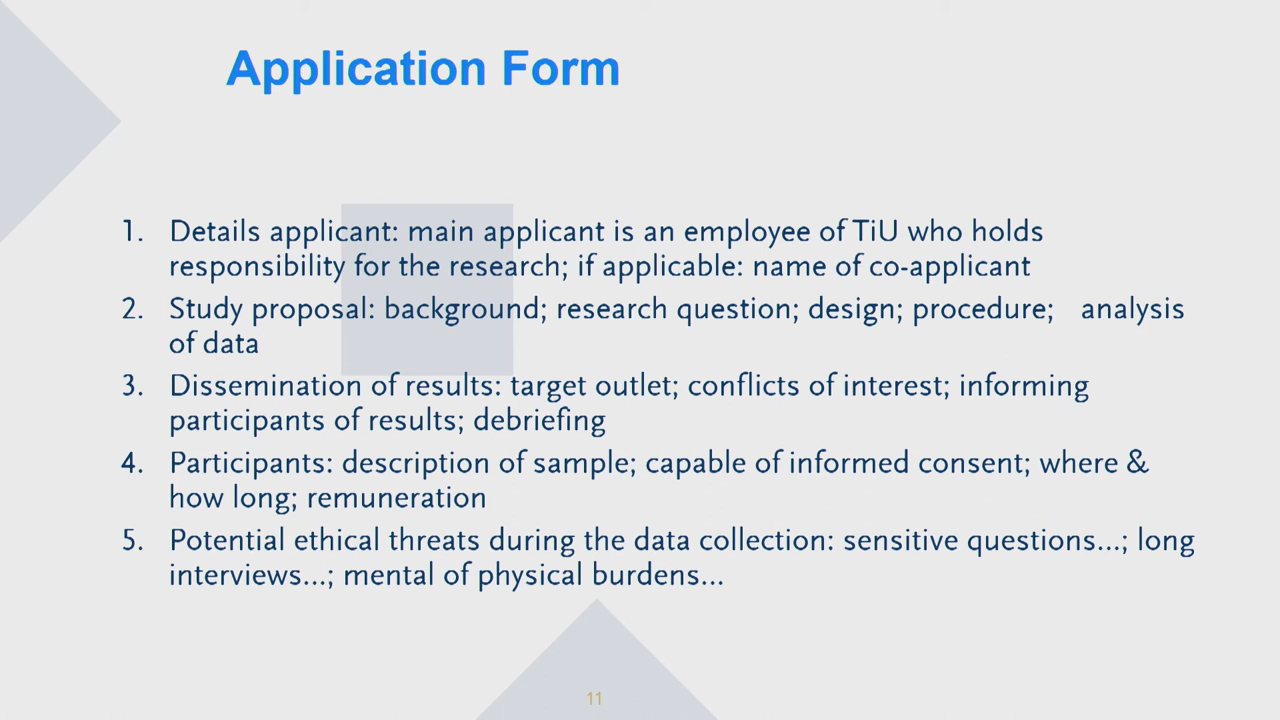 Application Form
1. Details applicant: main applicant is an employee of TiU who holds
responsibility for the research; if applicable: name of co-applicant
2. Study proposal: background; research question; design; procedure; analysis
of data
3. Dissemination of results: target outlet; conflicts of interest; informing
participants of results; debriefing
4. Participants: description of sample; capable of informed consent; where &
how long; remuneration
5. Potential ethical threats during the data collection: sensitive questions...; long
interviews...; mental of physical burdens...
11